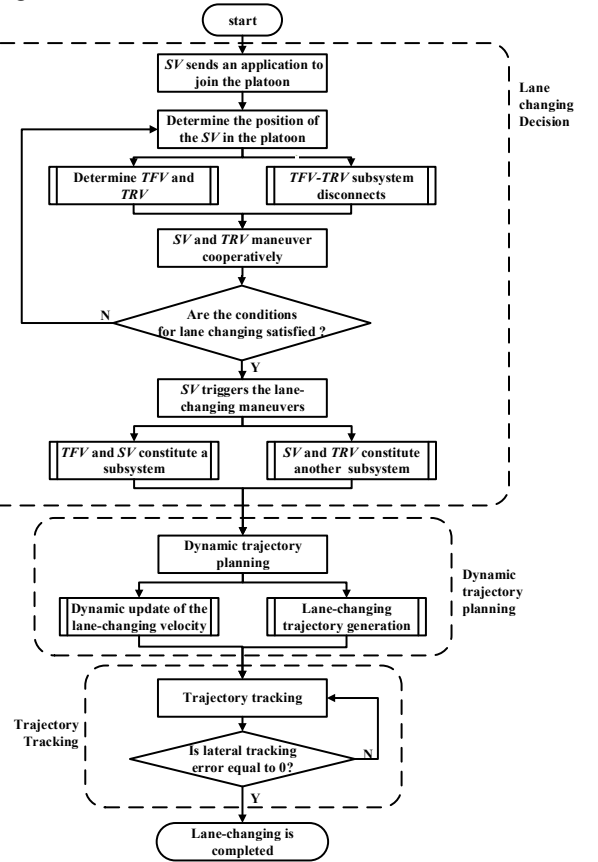 start
SV sends an application to
join the platoon
Lane
changing
Decision
Determine the position of
the SV in the platoon
Determine TFV and
TRV
TFV-TRV subsystem
disconnects
SV and TRV maneuver
cooperatively
Are the conditions
for lane changing satisfied ?
N
Y
SV triggers the lane-
changing maneuvers
TFV and SV constitute a
subsystem
SV and TRV constitute
another subsystem
Dynamic trajectory
planning
Dynamic
trajectory
planning
Dynamic update of the
lane-changing velocity
Lane-changing
trajectory generation
Trajectory tracking
Trajectory
Tracking
Is lateral tracking
error equal to 0?
N
Y
Lane-changing is
completed